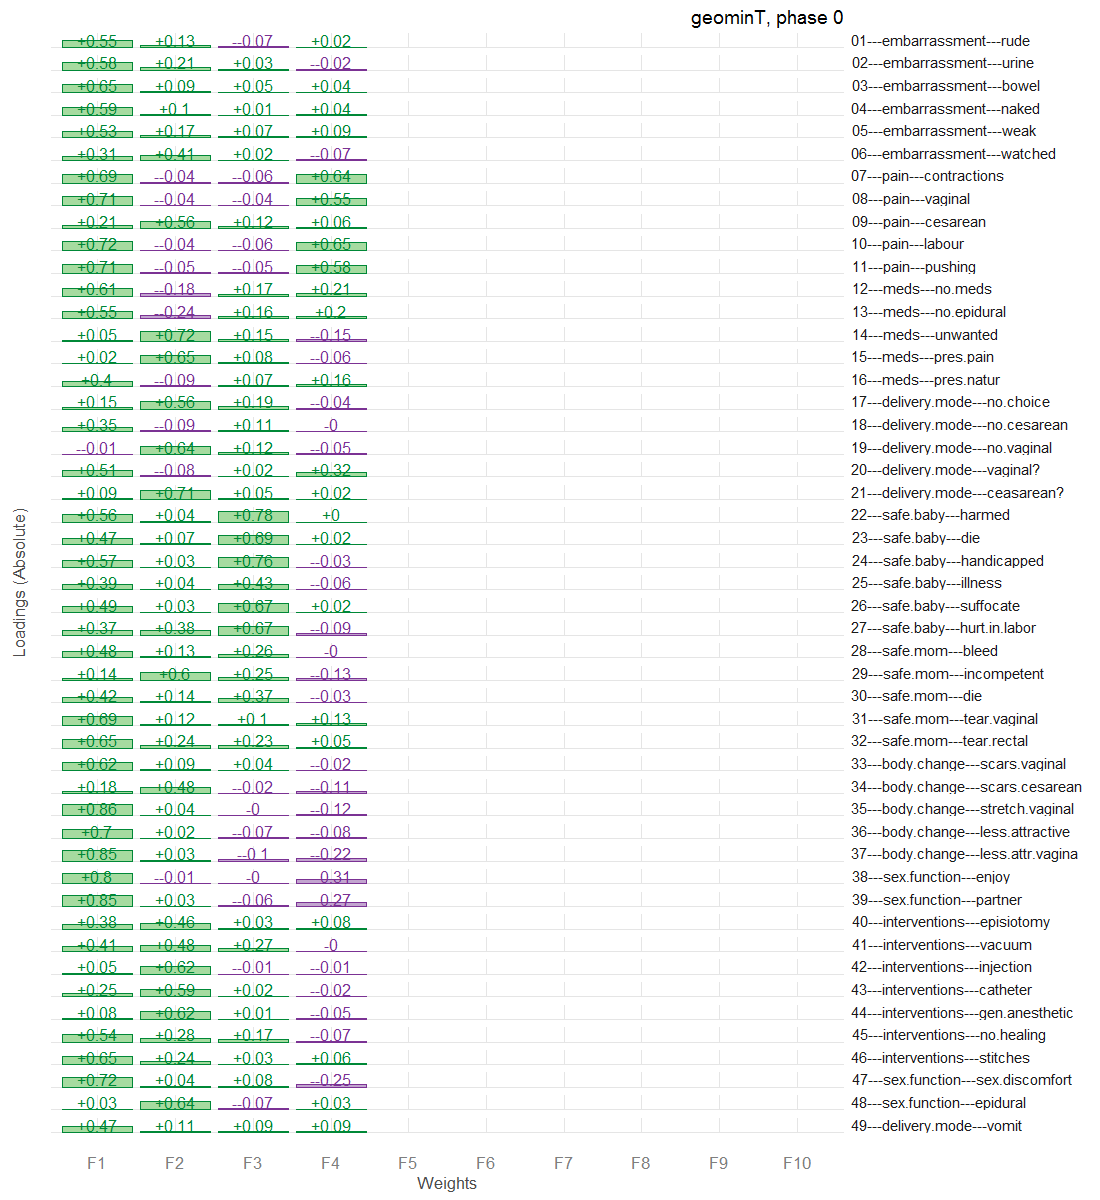 geominT, phase 0
+0.55 +0.13 --0.07 +0.02 01---embarrassment---rude
+0.58 +0.21 +0.03 --0.02 02---embarrassment---urine
+0.65 +0.09 +0.05 +0.04 03---embarrassment---bowel
+0.59 +0.1 +0.01 +0.04 04---embarrassment---naked
+0.53 +0.17 +0.07 +0.09 05---embarrassment---weak
+0.31 +0.41 +0.02 --0.07 06---embarrassment---watched
+0.69 --0.04 --0.06 +0.64 07---pain---contractions
+0.71 --0.04 --0.04 +0.55 08---pain---vaginal
+0.21 +0.56 +0.12 +0.06 09---pain---cesarean
+0.72 --0.04 --0.06 +0.65 10---pain---labour
+0.71 --0.05 --0.05 +0.58 11---pain---pushing
+0.61 --0.18 +0.17 +0.21 12---meds---no.meds
+0.55 --0.24 +0.16 +0.2 13---meds---no.epidural
+0.05 +0.72 +0.15 --0.15 14---meds---unwanted
+0.02 +0.65 +0.08 --0.06 15---meds---pres.pain
+0.4 --0.09 +0.07 +0.16 16---meds---pres.natur
+0.15 +0.56 +0.19 --0.04 17---delivery.mode---no.choice
+0.35 --0.09 +0.11 -0 18---delivery.mode---no.cesarean
--0.01 +0.64 +0.12 --0.05 19---delivery.mode---no.vaginal
+0.51 --0.08 +0.02 +0.32 20---delivery.mode---vaginal?
+0.09 +0.71 +0.05 +0.02 21---delivery.mode---ceasarean?
+0.56 +0.04 +0.78 +0 22---safe.baby---harmed
+0.47 +0.07 +0.69 +0.02 23---safe.baby---die
+0.57 +0.03 +0.76 --0.03 24---safe.baby---handicapped
+0.39 +0.04 +0.43 --0.06 25---safe.baby---illness
+0.49 +0.03 +0.67 +0.02 26---safe.baby---suffocate
+0.37 +0.38 +0.67 --0.09 27---safe.baby---hurt.in.labor
+0.48 +0.13 +0.26 -0 28---safe.mom---bleed
+0.14 +0.6 +0.25 --0.13 29---safe.mom---incompetent
+0.42 +0.14 +0.37 --0.03 30---safe.mom---die
+0.69 +0.12 +0.1 +0.13 31---safe.mom---tear.vaginal
+0.65 +0.24 +0.23 +0.05 32---safe.mom---tear.rectal
+0.62 +0.09 +0.04 --0.02 33---body.change---scars.vaginal
+0.18 +0.48 --0.02 --0.11 34---body.change---scars.cesarean
+0.86 +0.04 -0 --0.12 35---body.change---stretch.vaginal
+0.7 +0.02 --0.07 --0.08 36---body.change---less.attractive
+0.85 +0.03 --0.1 --0.22 37---body.change---less.attr.vagina
+0.8 --0.01 -0 --0.31 38---sex.function---enjoy
+0.85 +0.03 --0.06 --0.27 39---sex.function---partner
+0.38 +0.46 +0.03 +0.08 40---interventions---episiotomy
+0.41 +0.48 +0.27 -0 41---interventions---vacuum
+0.05 +0.62 --0.01 --0.01 42---interventions---injection
+0.25 +0.59 +0.02 --0.02 43---interventions---catheter
+0.08 +0.62 +0.01 --0.05 44---interventions---gen.anesthetic
+0.54 +0.28 +0.17 --0.07 45---interventions---no.healing
+0.65 +0.24 +0.03 +0.06 46---interventions---stitches
+0.72 +0.04 +0.08 --0.25 47---sex.function---sex.discomfort
+0.03 +0.64 --0.07 +0.03 48---sex.function---epidural
+0.47 +0.11 +0.09 +0.09 49---delivery.mode---vomit
Loadings (Absolute)
F1 F2 F3 F4 F5 F6 F7 F8 F9 F10
Weights